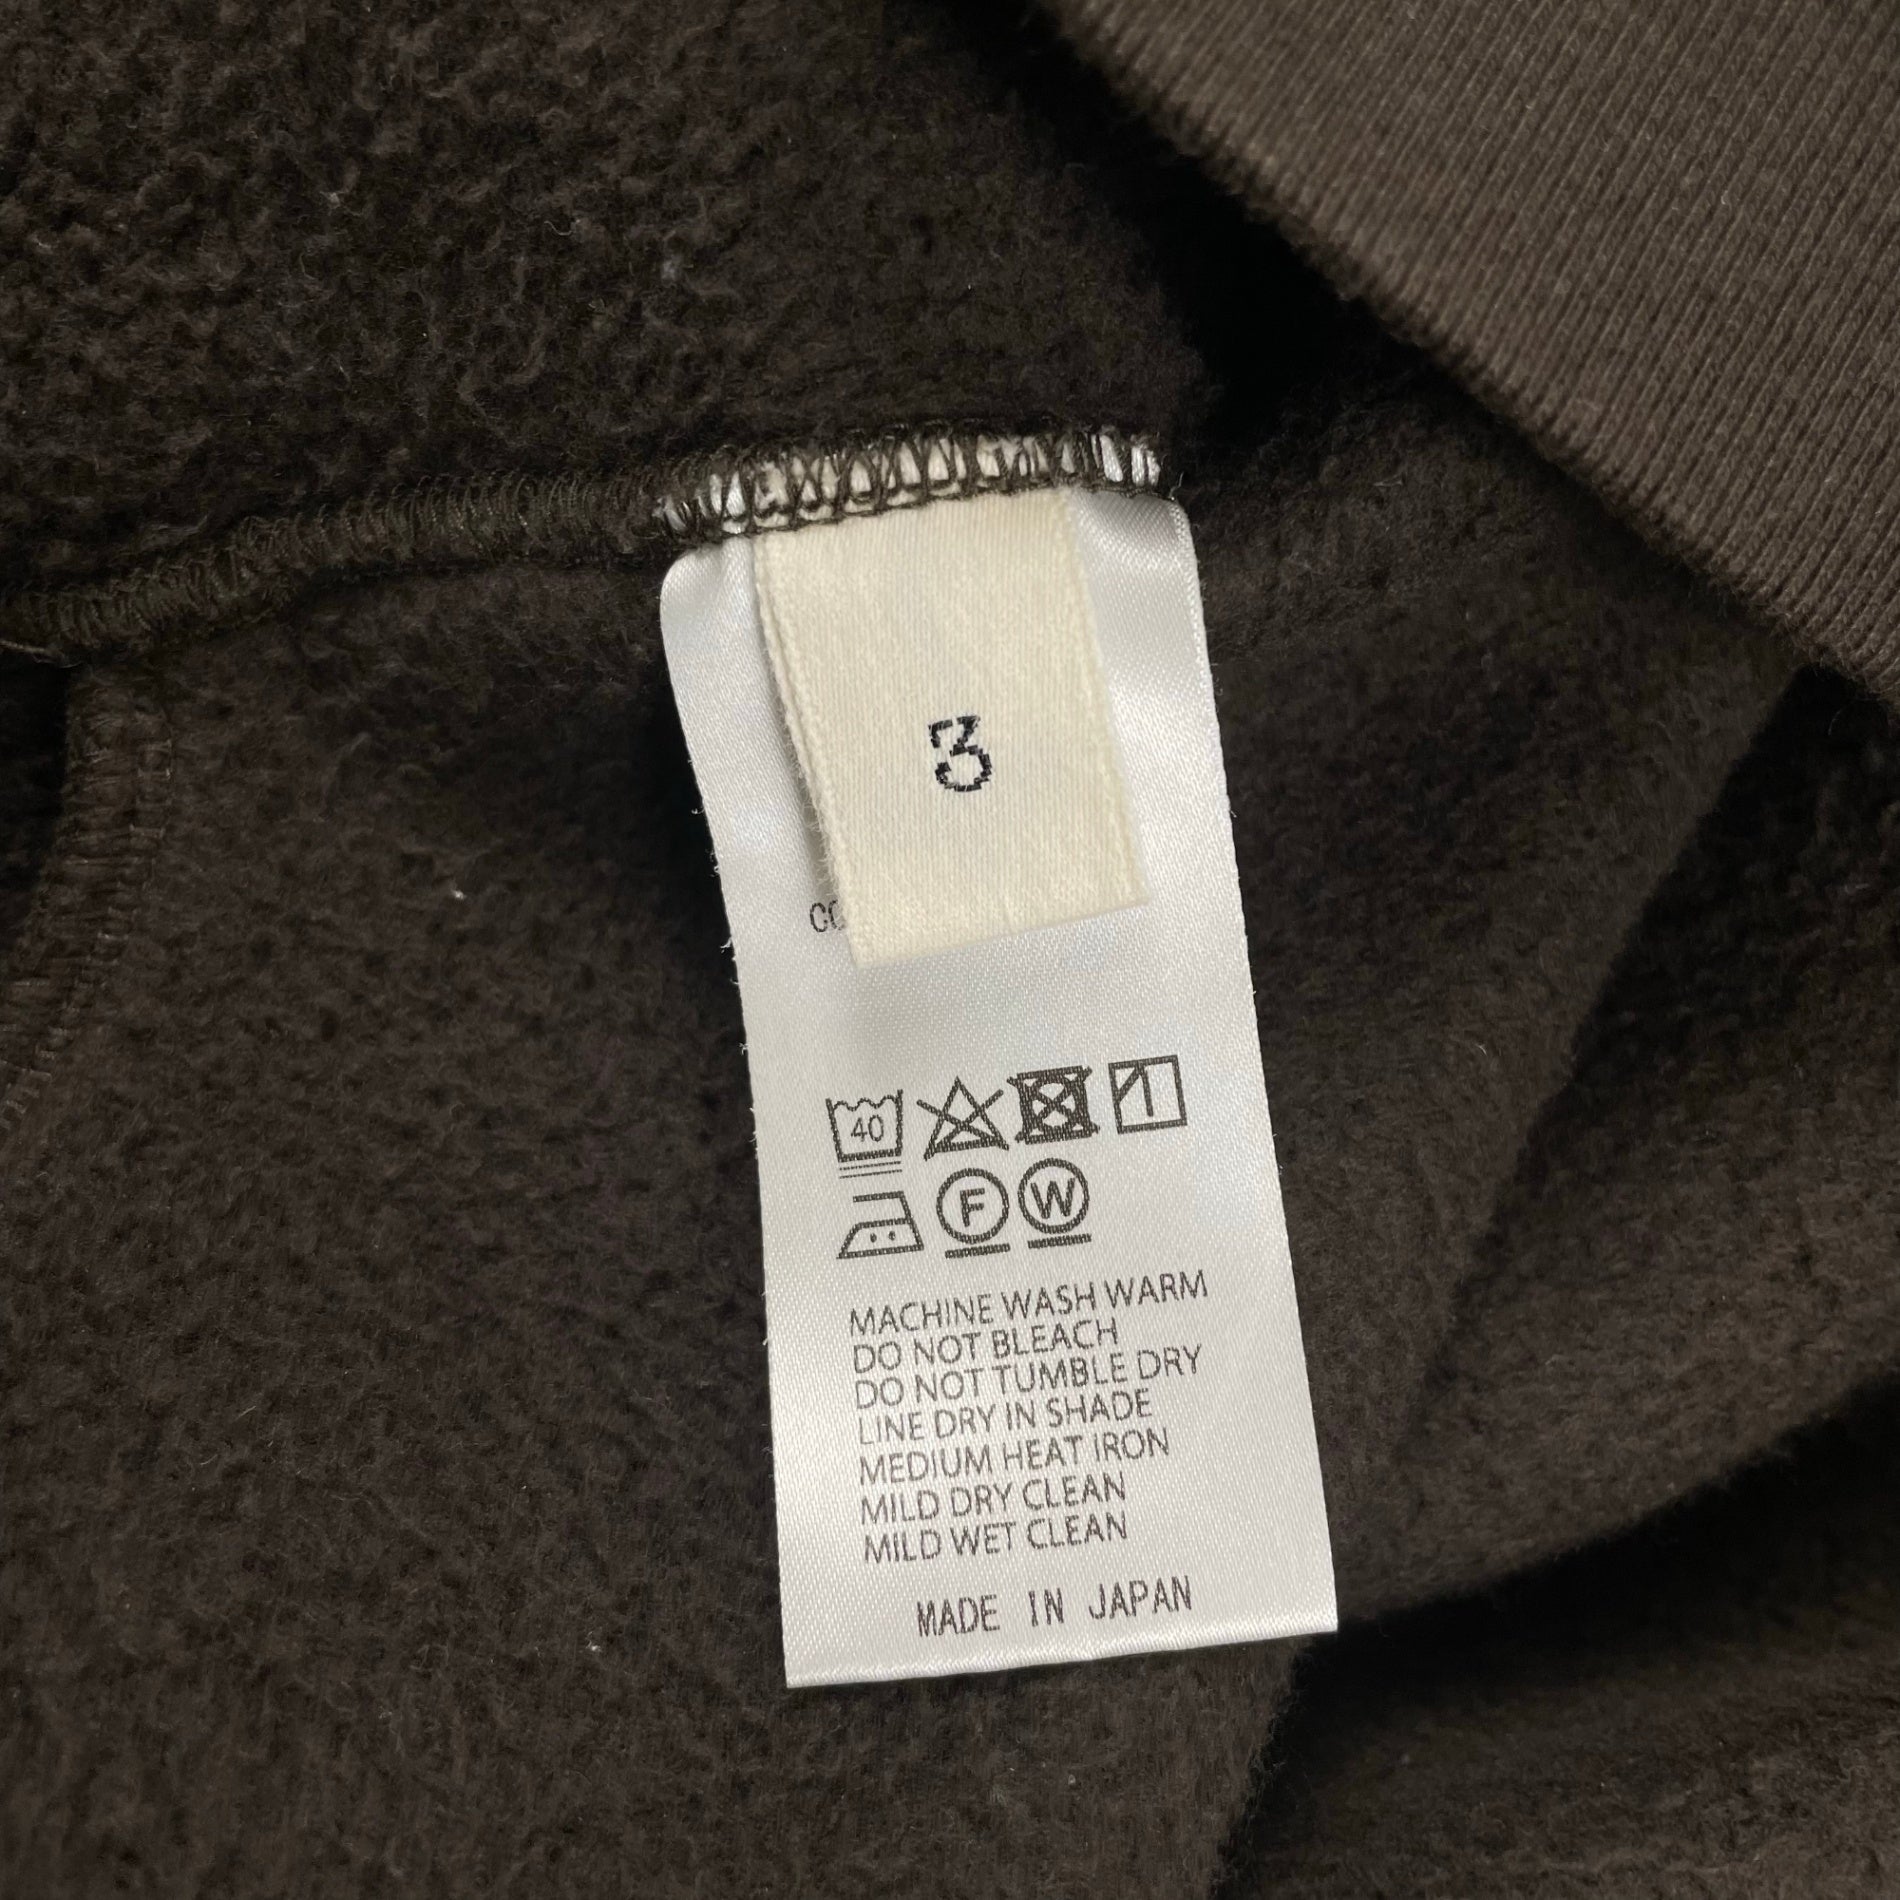 3
40
F W
MACHINE WASH WARM
DO NOT BLEACH
DO NOT TUMBLE DRY
LINE DRY IN SHADE
MEDIUM HEAT IRON
MILD DRY CLEAN
MILD WET CLEAN
MADE IN JAPAN